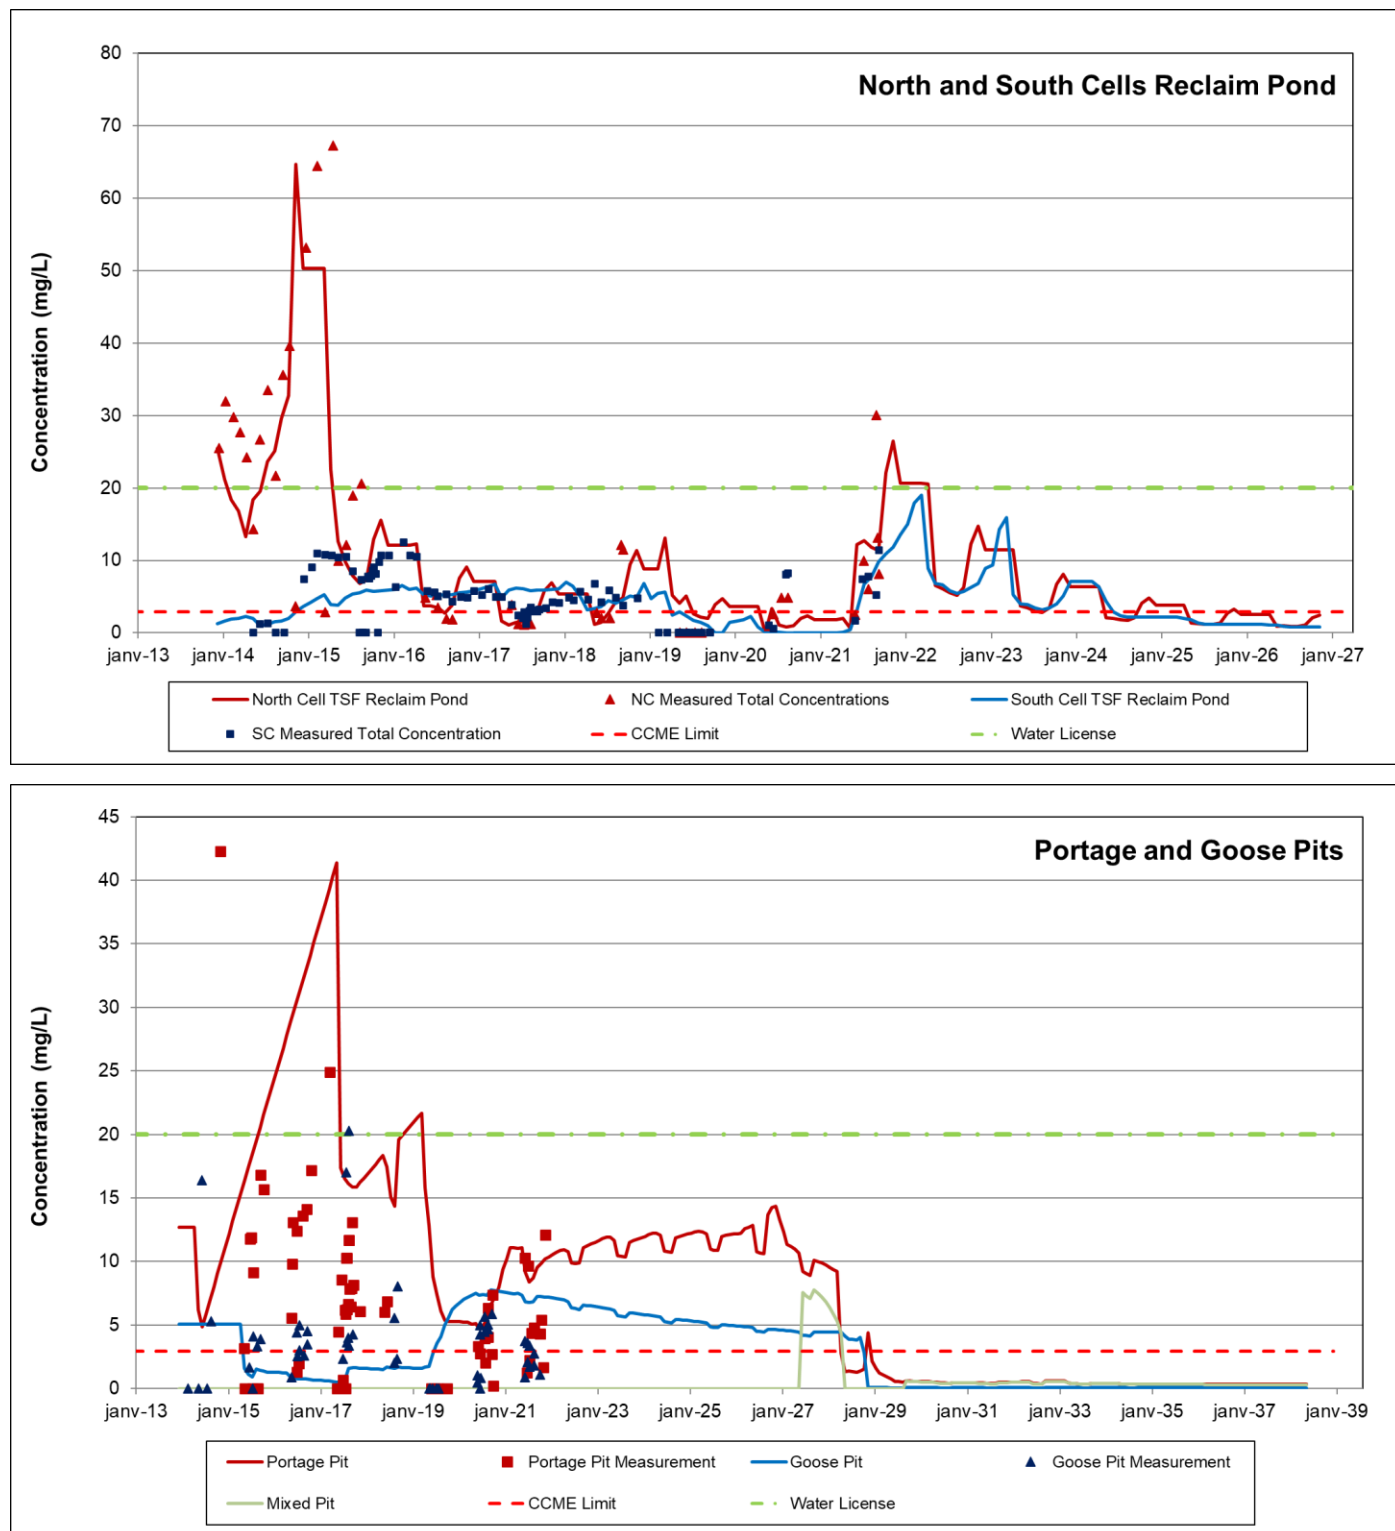 North and South Cells Reclaim Pond
Concentration (mg/L)
80
70
60
50
40
30
20
10
0
janv-13 janv-14 janv-15 janv-16 janv-17 janv-18 janv-19 janv-20 janv-21 janv-22 janv-23 janv-24 janv-25 janv-26 janv-27
North Cell TSF Reclaim Pond NC Measured Total Concentrations South Cell TSF Reclaim Pond
SC Measured Total Concentration CCME Limit Water License
Portage and Goose Pits
Concentration (mg/L)
45
40
35
30
25
20
15
10
5
0
janv-13 janv-15 janv-17 janv-19 janv-21 janv-23 janv-25 janv-27 janv-29 janv-31 janv-33 janv-35 janv-37 janv-39
Portage Pit Portage Pit Measurement Goose Pit Goose Pit Measurement
Mixed Pit CCME Limit Water License